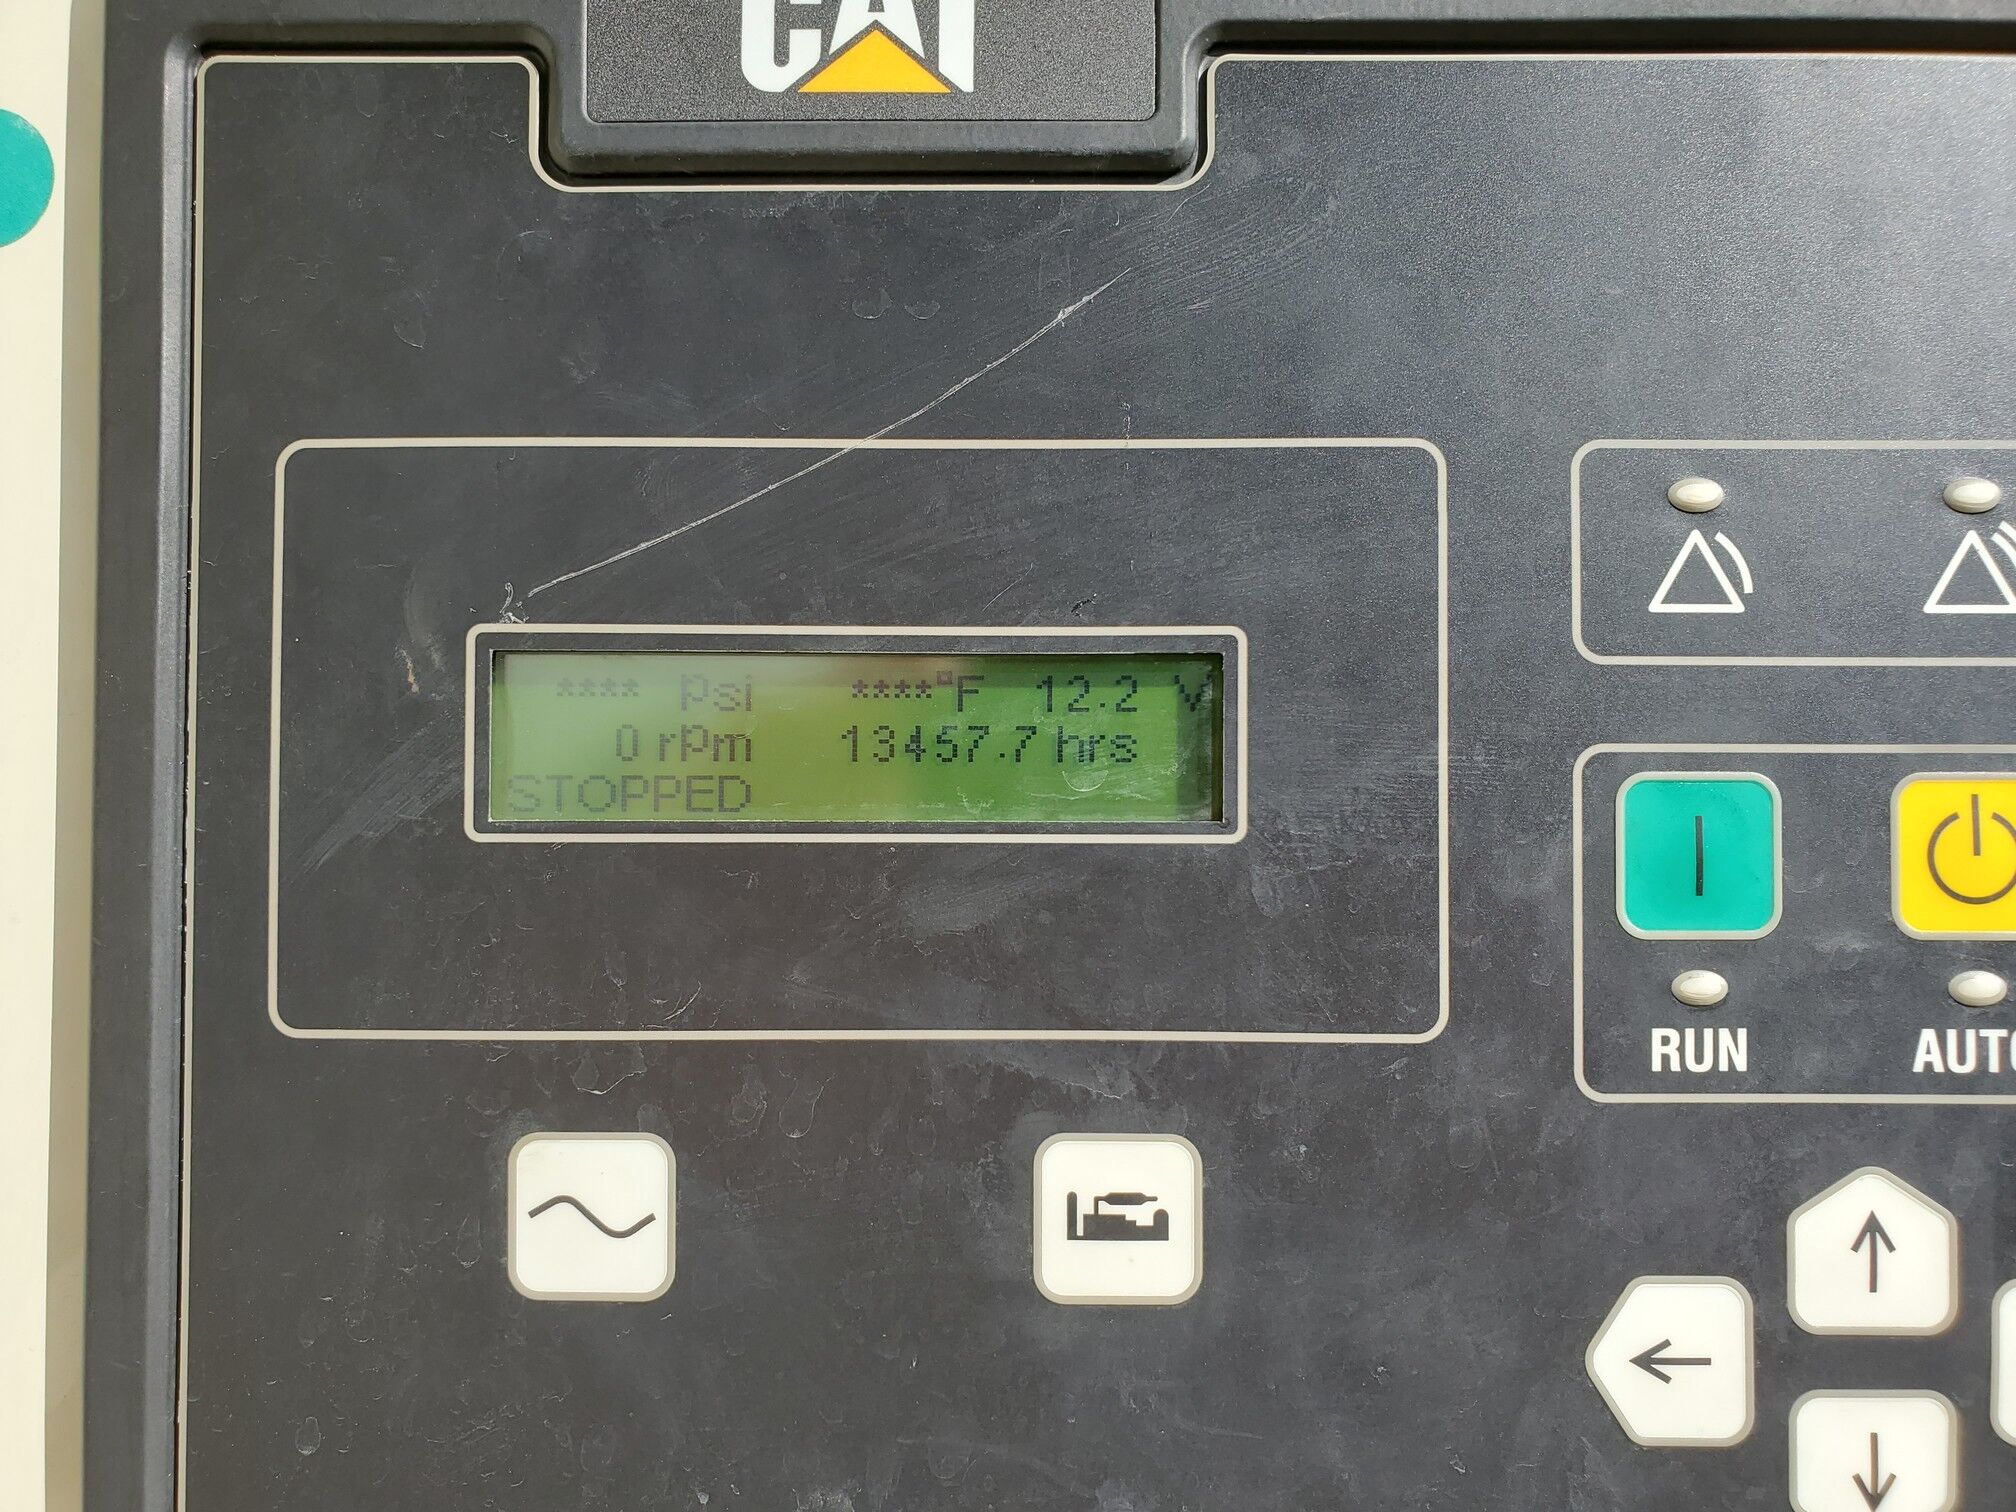 CAT
**** psi ****°F 12.2 V
0 rpm 13457.7 hrs
STOPPED
RUN
AUTO